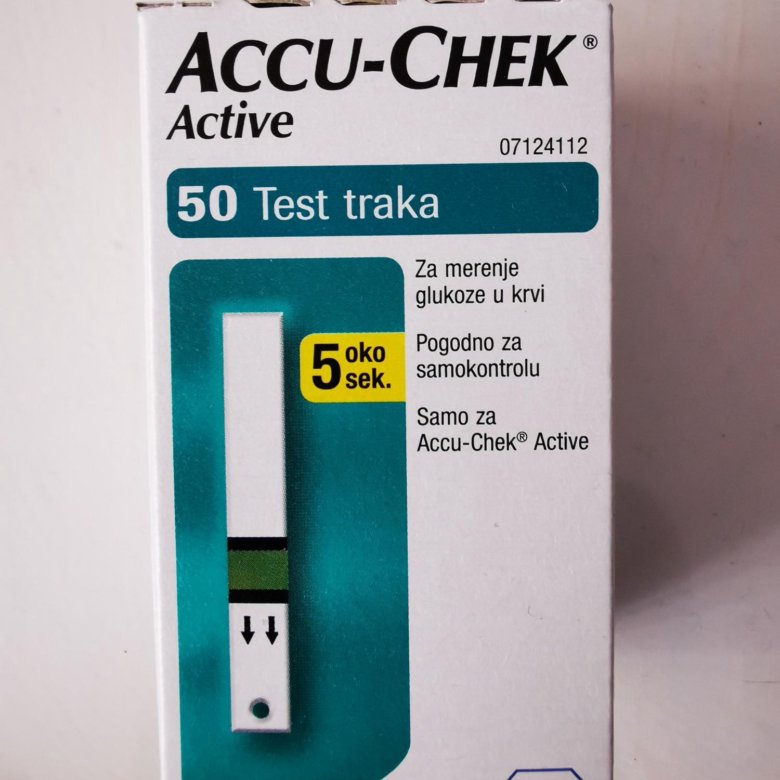 ACCU-CHEK®
Active
07124112
50 Test traka
Za merenje
glukoze u krvi
5 oko
sek.
Pogodno za
samokontrolu
Samo za
Accu-Chek® Active